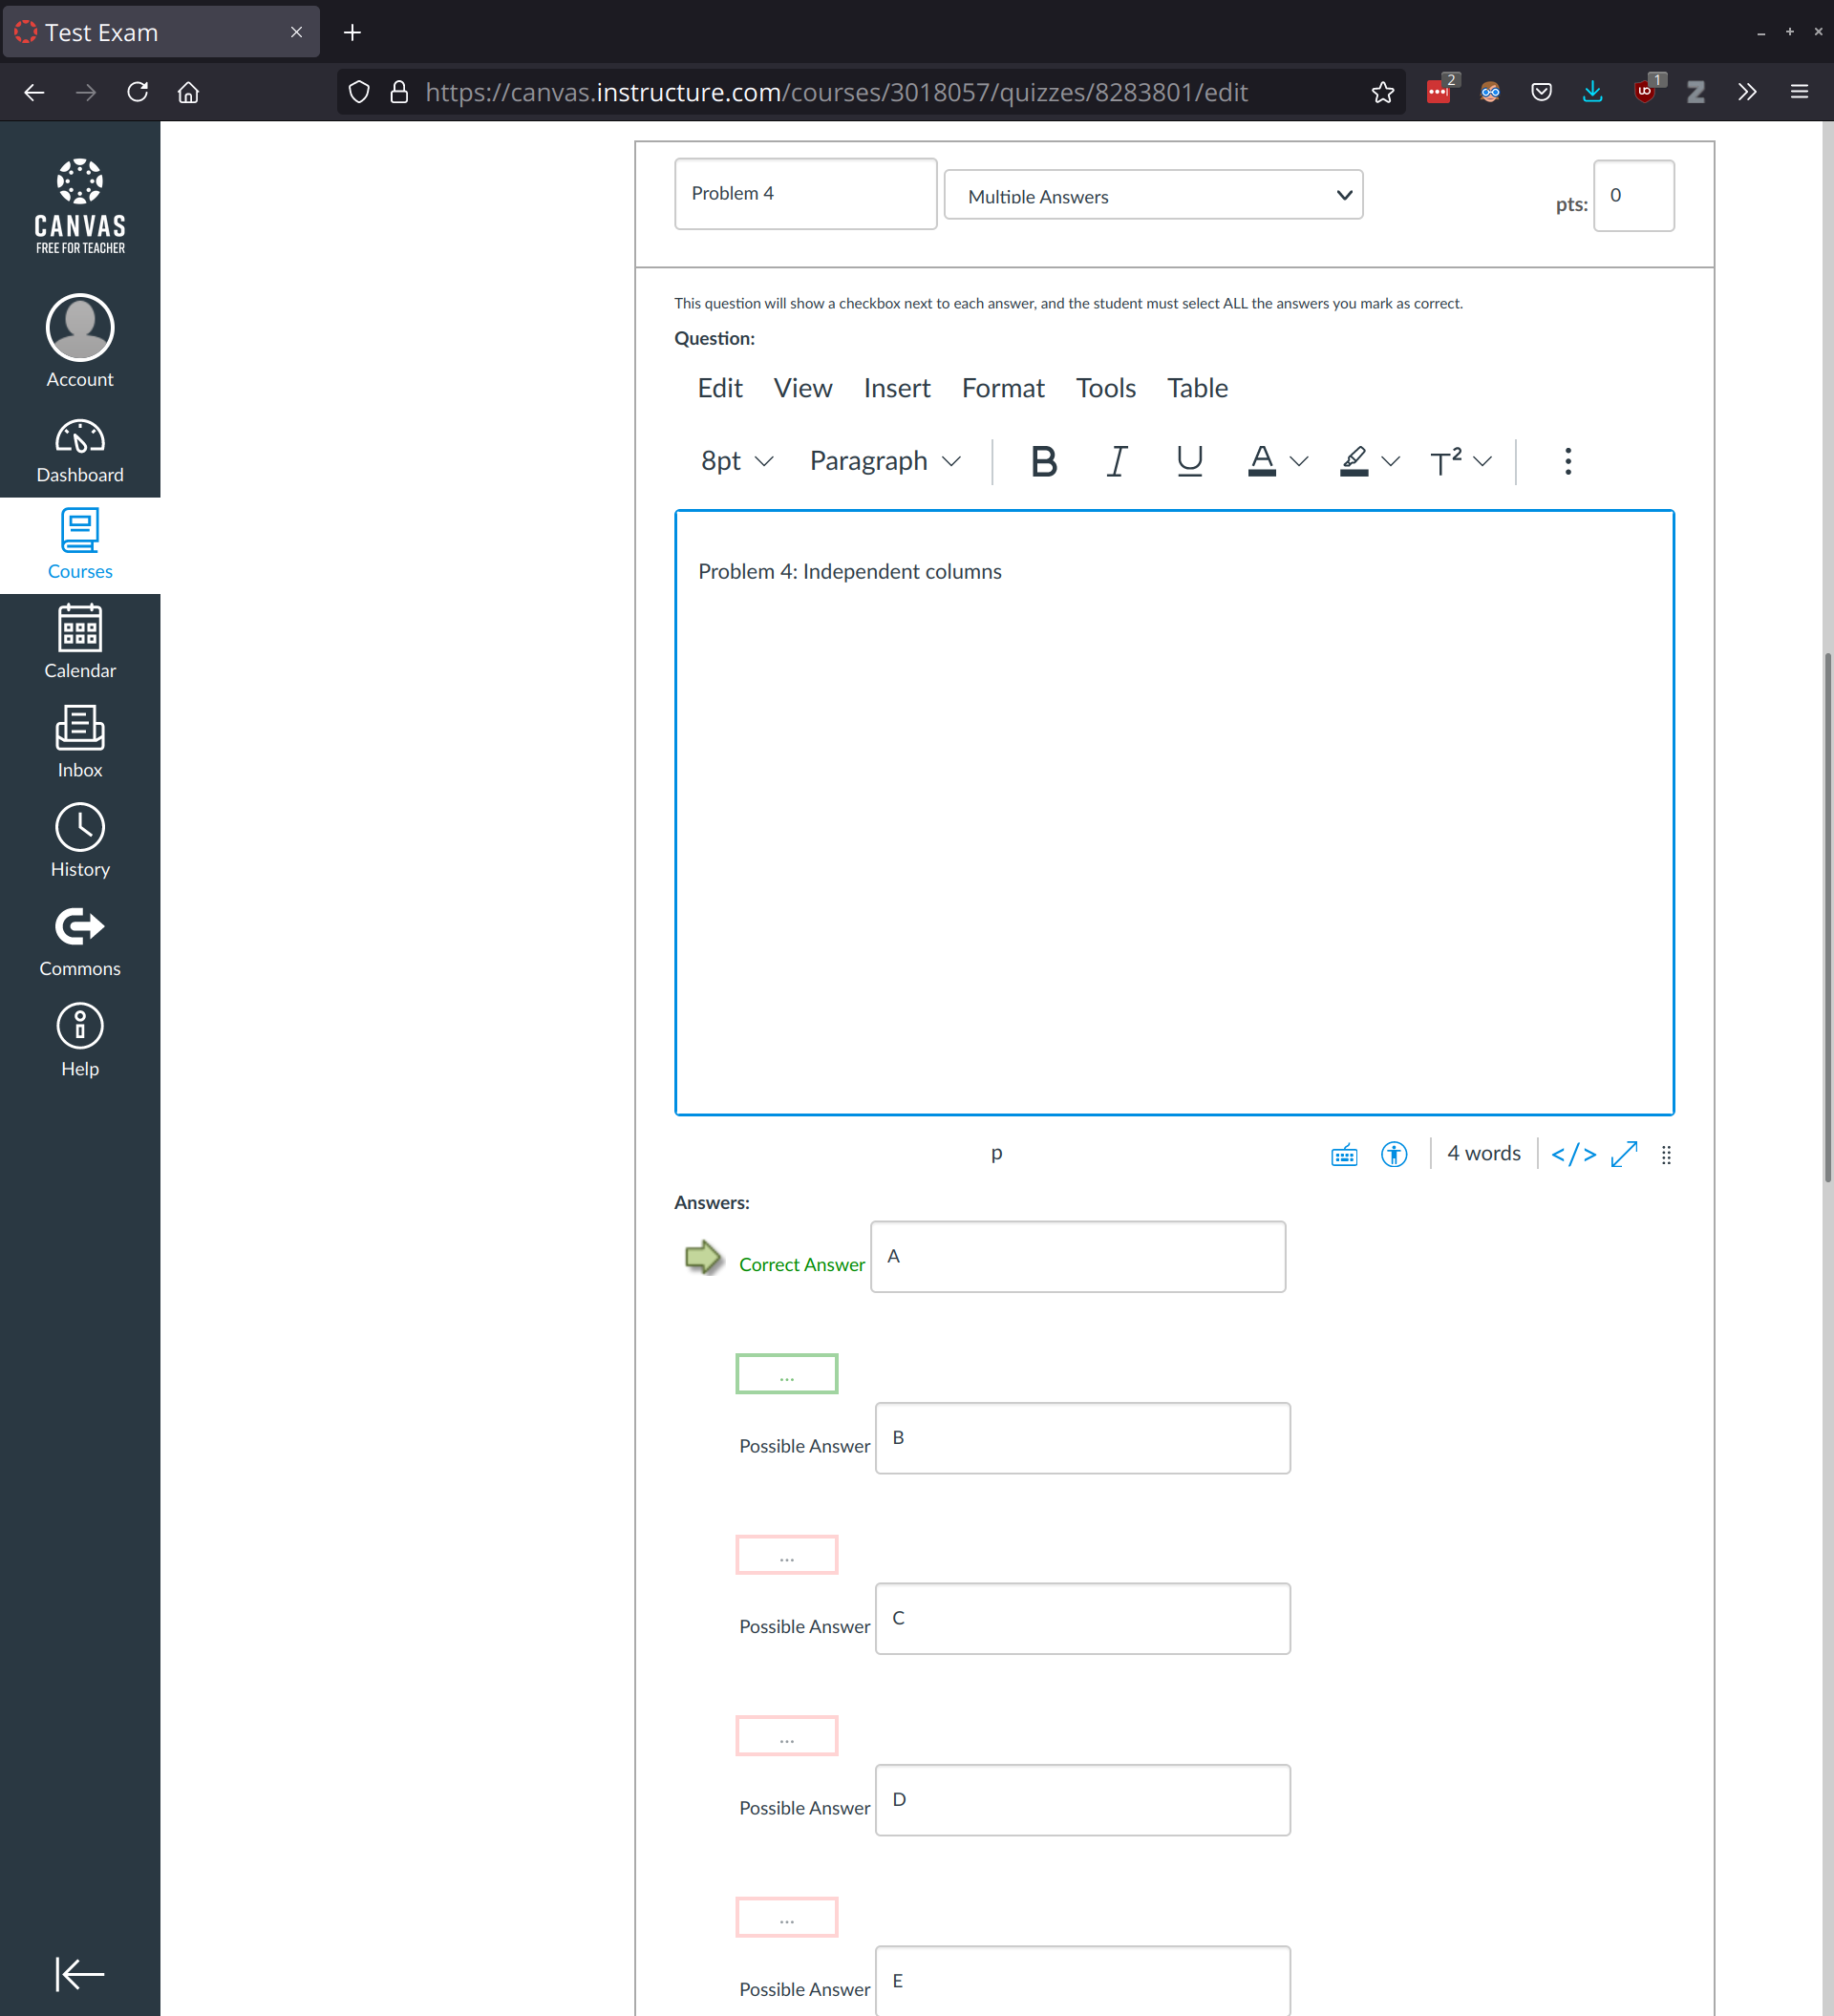 Test Exam
https://canvas.instructure.com/courses/3018057/quizzes/8283801/edit
2
1
CANVAS
FREE FOR TEACHER
Account
Dashboard
Courses
Calendar
Inbox
History
Commons
Help
Problem 4
Multiple Answers
pts:
0
This question will show a checkbox next to each answer, and the student must select ALL the answers you mark as correct.
Question:
Edit View Insert Format Tools Table
8pt Paragraph B I U A T²
Problem 4: Independent columns
p
4 words </>
Answers:
Correct Answer A
...
Possible Answer B
...
Possible Answer C
...
Possible Answer D
...
Possible Answer E